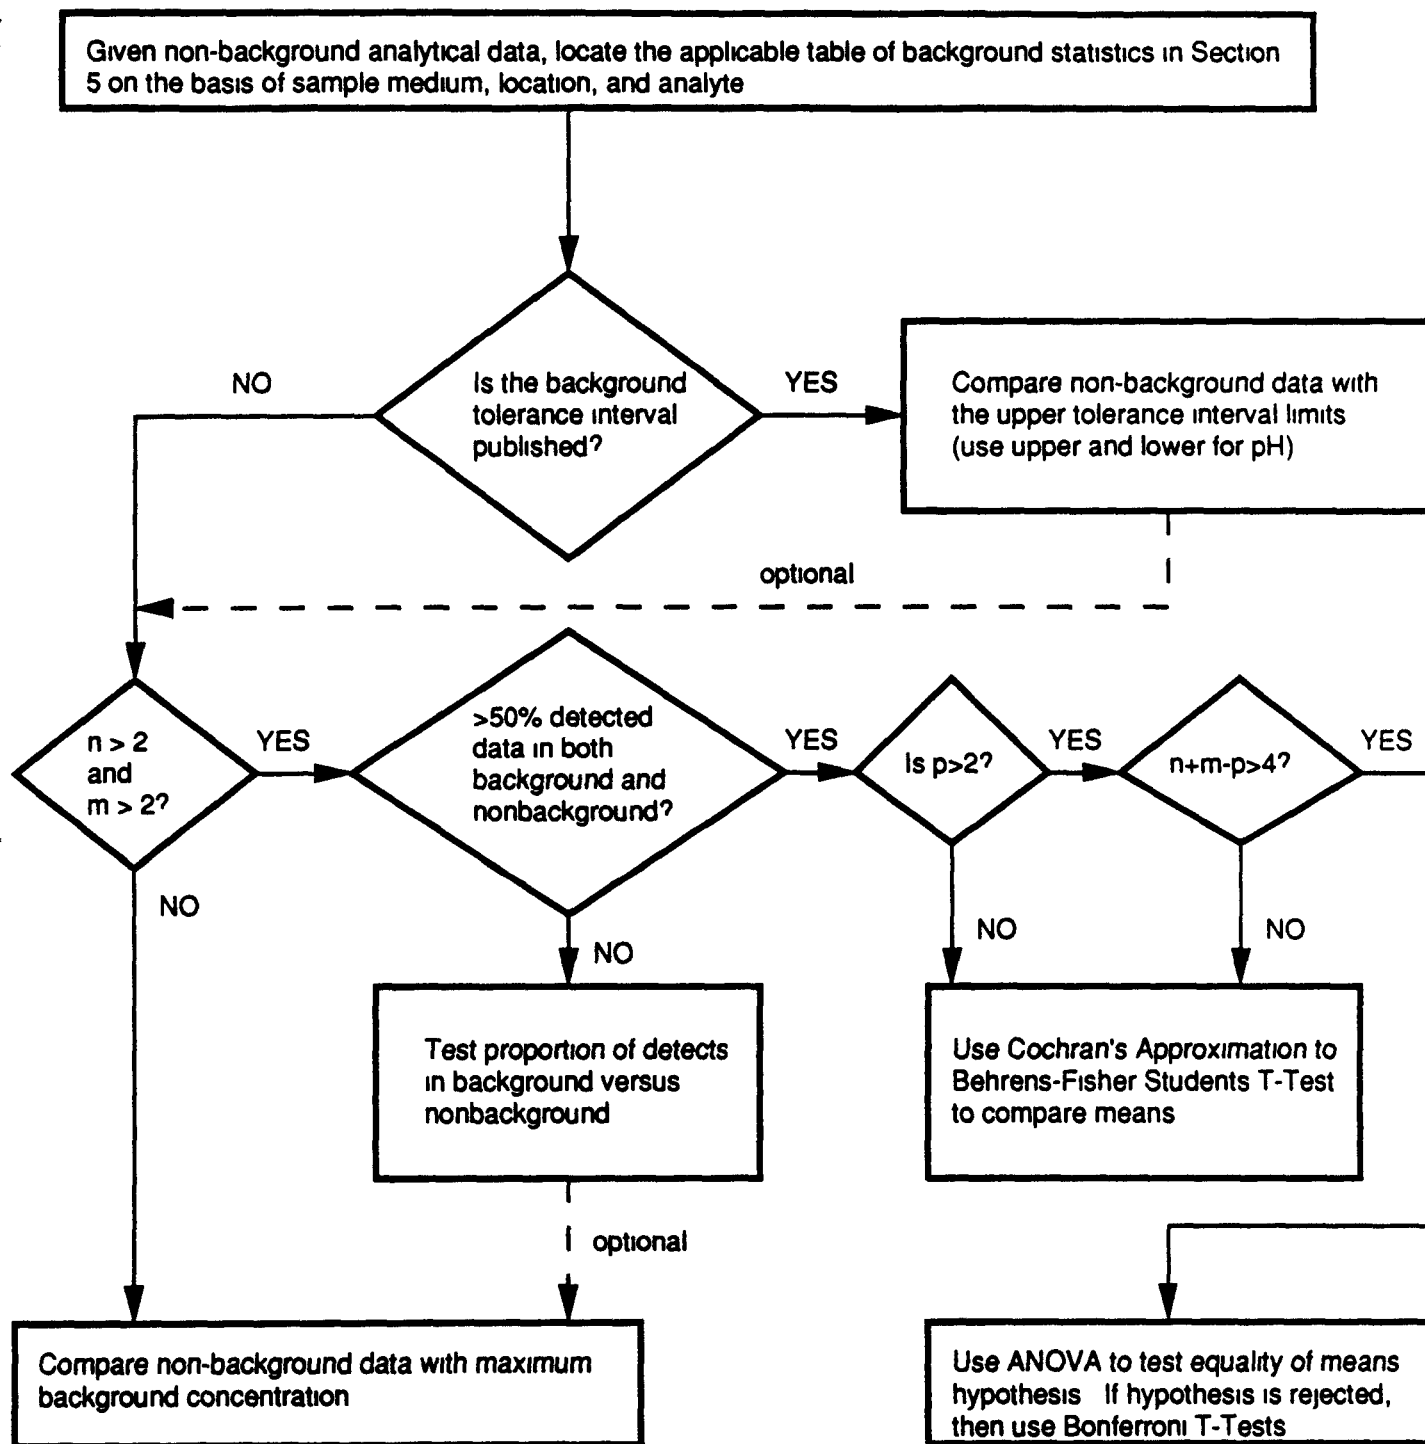 Given non-background analytical data, locate the applicable table of background statistics in Section
5 on the basis of sample medium, location, and analyte
NO
Is the background
tolerance interval
published?
YES
Compare non-background data with
the upper tolerance interval limits
(use upper and lower for pH)
optional
n > 2
and
m > 2?
YES
>50% detected
data in both
background and
nonbackground?
YES
Is p>2?
YES
n+m-p>4?
YES
NO
NO
NO
NO
Test proportion of detects
in background versus
nonbackground
Use Cochran's Approximation to
Behrens-Fisher Students T-Test
to compare means
optional
Compare non-background data with maximum
background concentration
Use ANOVA to test equality of means
hypothesis If hypothesis is rejected,
then use Bonferroni T-Tests